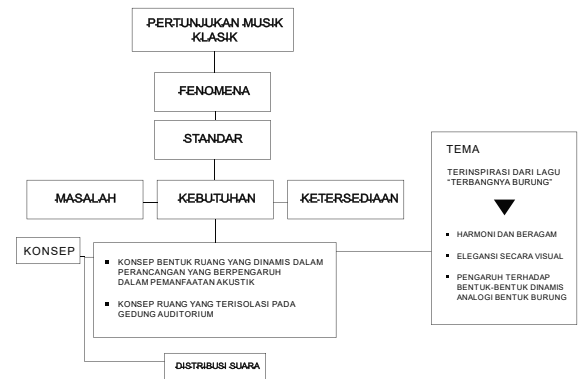 PERTUNJUKAN MUSIK
KLASIK
FENOMENA
STANDAR
MASALAH
KEBUTUHAN
KETERSEDIAAN
KONSEP
KONSEP BENTUK RUANG YANG DINAMIS DALAM
PERANCANGAN YANG BERPENGARUH
DALAM PEMANFAATAN AKUSTIK
KONSEP RUANG YANG TERISOLASI PADA
GEDUNG AUDITORIUM
DISTRIBUSI SUARA
TEMA
TERINSPIRASI DARI LAGU
“TERBANGNYA BURUNG”
HARMONI DAN BERAGAM
ELEGANSI SECARA VISUAL
PENGARUH TERHADAP
BENTUK-BENTUK DINAMIS
ANALOGI BENTUK BURUNG